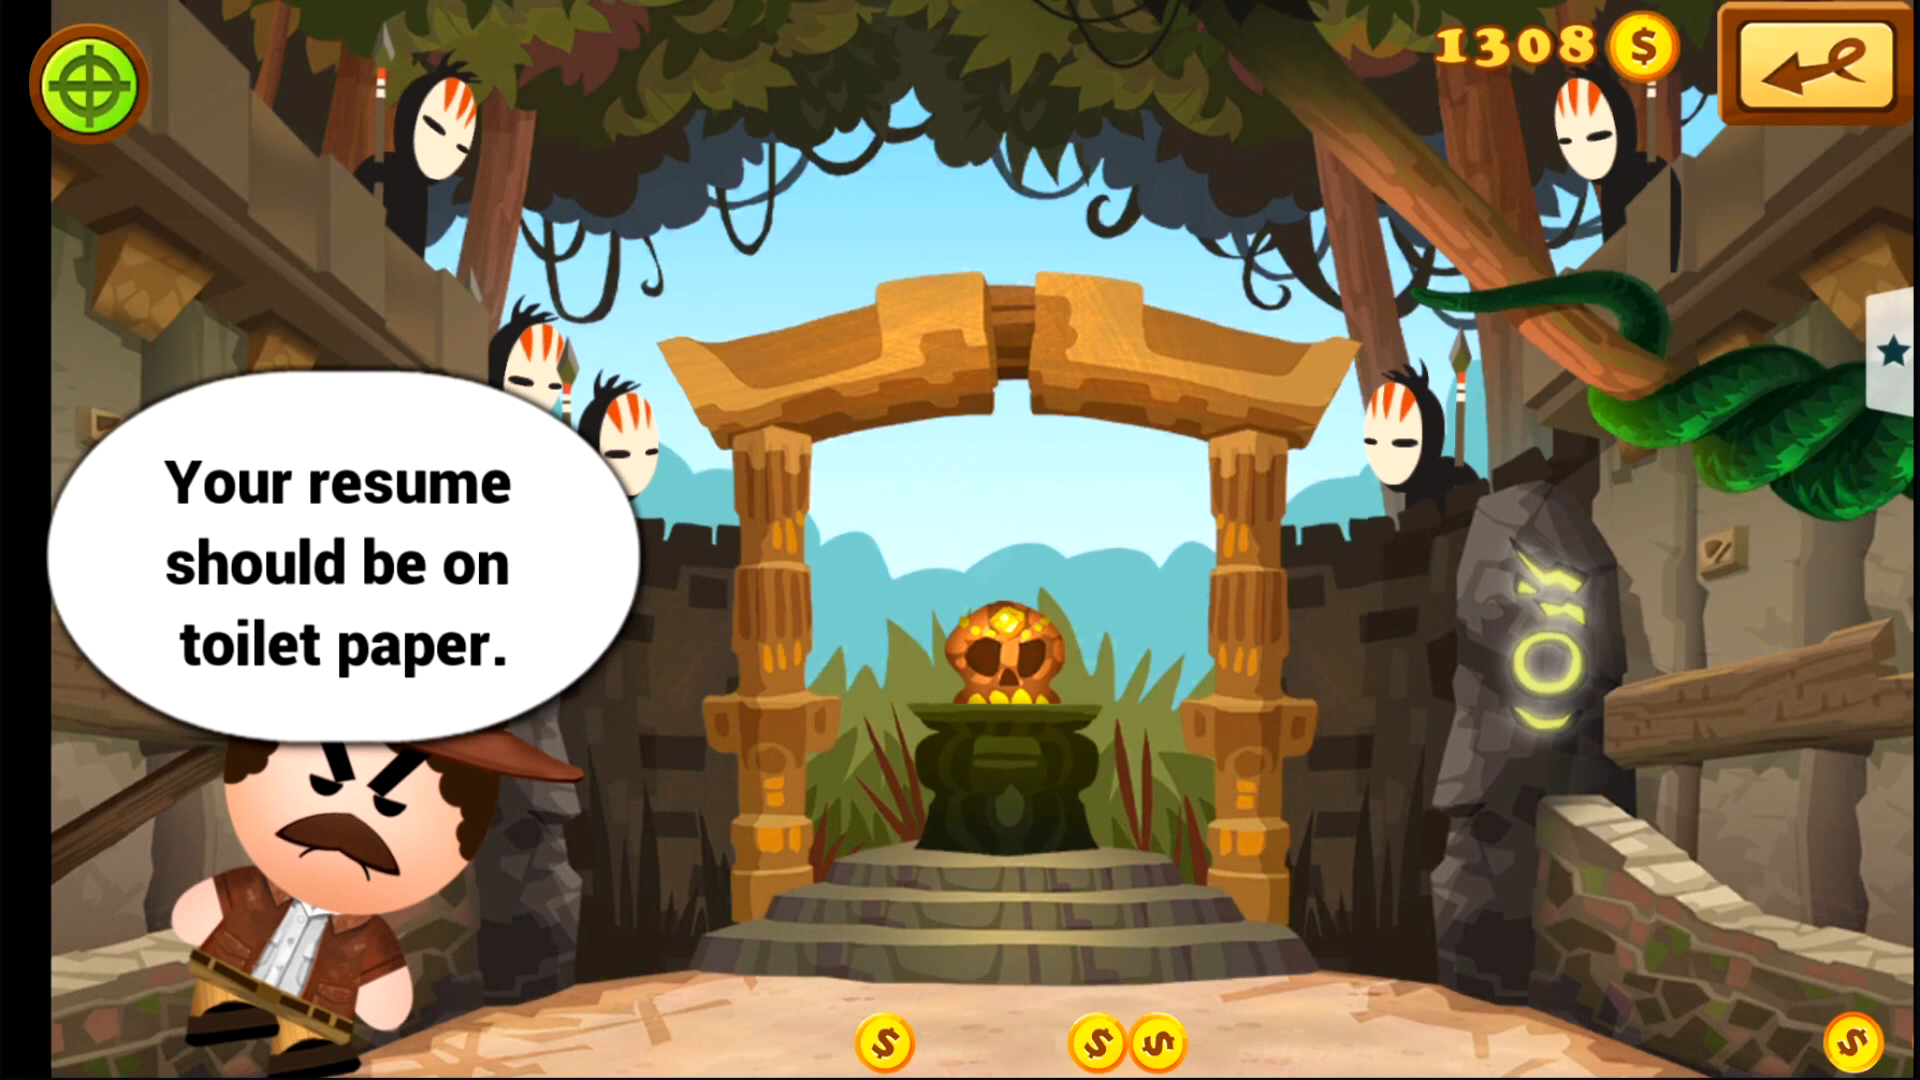 1308 $
Your resume
should be on
toilet paper.
$ $ $ $